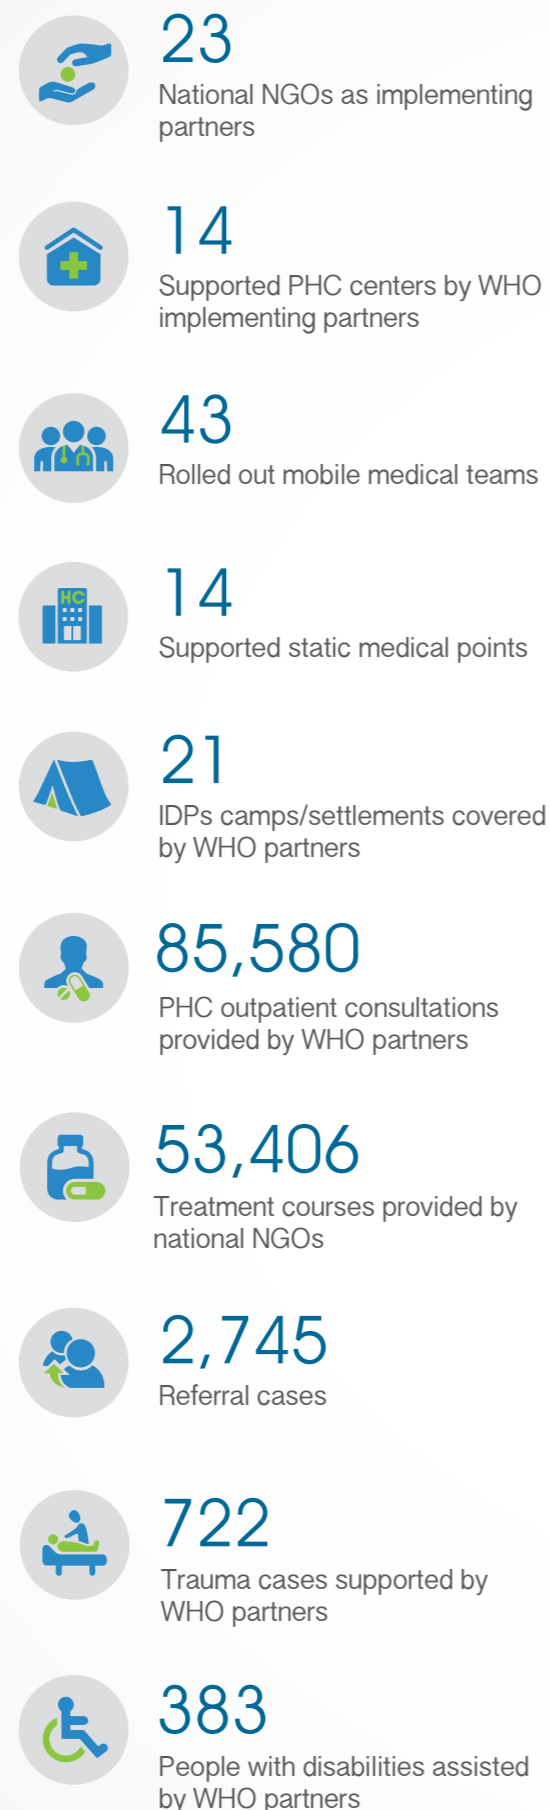 23
National NGOs as implementing
partners
14
Supported PHC centers by WHO
implementing partners
43
Rolled out mobile medical teams
HC
14
Supported static medical points
21
IDPs camps/settlements covered
by WHO partners
85,580
PHC outpatient consultations
provided by WHO partners
53,406
Treatment courses provided by
national NGOs
2,745
Referral cases
722
Trauma cases supported by
WHO partners
383
People with disabilities assisted
by WHO partners